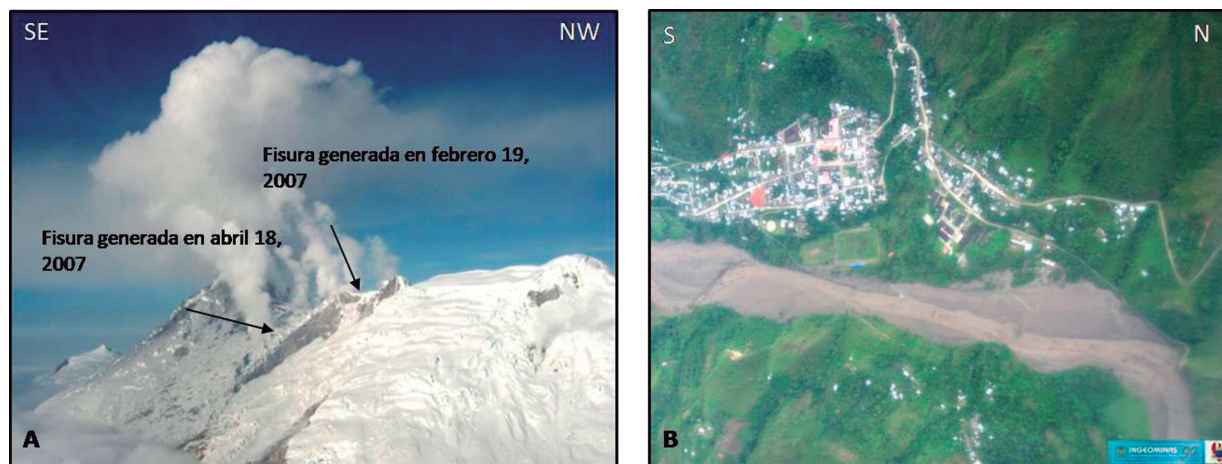 SE NW
Fisura generada en febrero 19,
2007
Fisura generada en abril 18,
2007
A
S N
B
INGEOMINAS